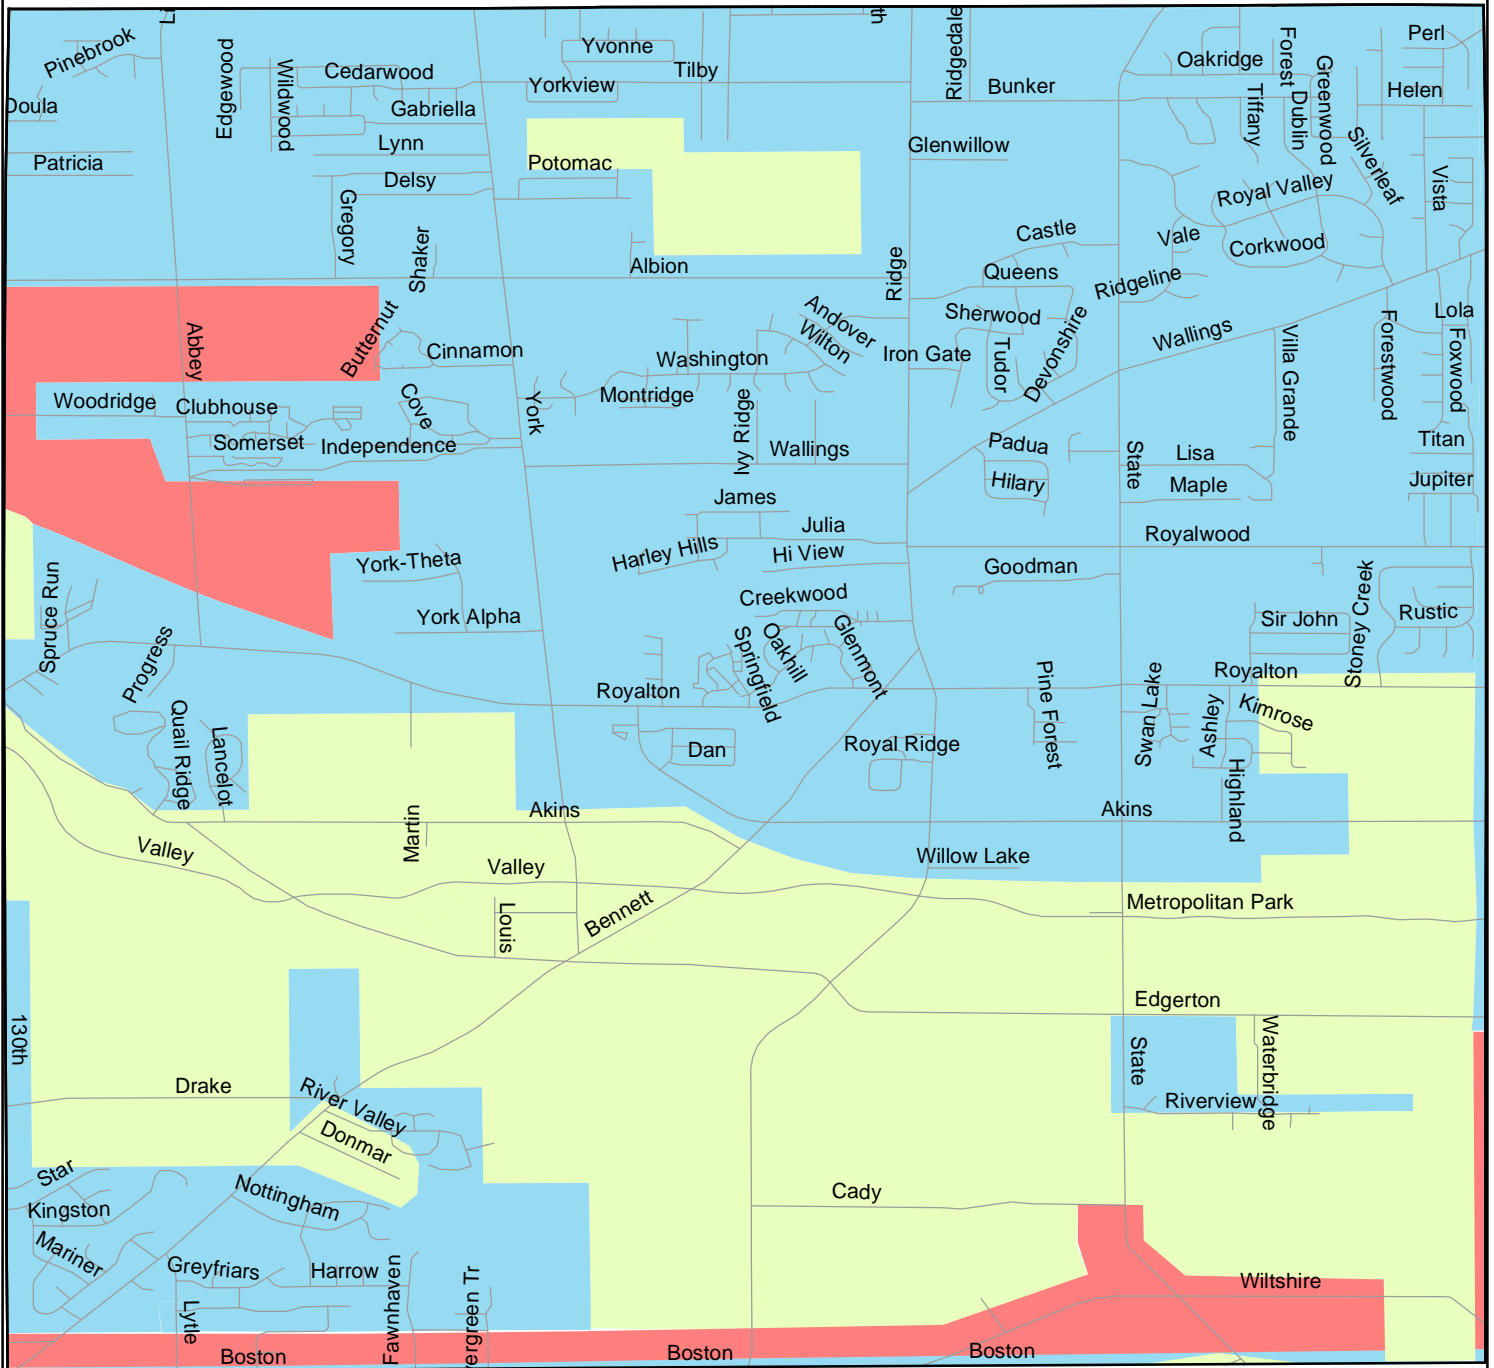 Li
th
Pinebrook
Edgewood
Wildwood
Cedarwood
Yvonne
Yorkview
Tilby
Ridgedale
Bunker
Oakridge
Forest
Greenwood
Perl
Helen
Doula
Gabriella
Tiffany
Dublin
Silverleaf
Patricia
Lynn
Delsy
Potomac
Glenwillow
Royal Valley
Vista
Gregory
Shaker
Albion
Ridge
Castle
Queens
Vale
Corkwood
Ridgeline
Abbey
Butternut
Cinnamon
Washington
Andover
Wilton
Sherwood
Iron Gate
Tudor
Devonshire
Wallings
Villa Grande
Forestwood
Lola
Foxwood
Woodridge
Clubhouse
Cove
York
Montridge
Ivy Ridge
Wallings
Somerset
Independence
Padua
Hilary
State
Lisa
Maple
Titan
Jupiter
James
Julia
Harley Hills
Hi View
Royalwood
Goodman
York-Theta
York Alpha
Spruce Run
Progress
Creekwood
Springfield
Oakhill
Glenmont
Sir John
Stoney Creek
Rustic
Royalton
Royalton
Pine Forest
Swan Lake
Ashley
Kimrose
Quail Ridge
Lancelot
Dan
Royal Ridge
Highland
Martin
Akins
Akins
Valley
Valley
Willow Lake
Louis
Bennett
Metropolitan Park
130th
Edgerton
State
Waterbridge
Drake
River Valley
Donmar
Riverview
Star
Kingston
Nottingham
Cady
Mariner
Greyfriars
Harrow
Fawnhaven
vergreen Tr
Lytle
Wiltshire
Boston
Boston
Boston